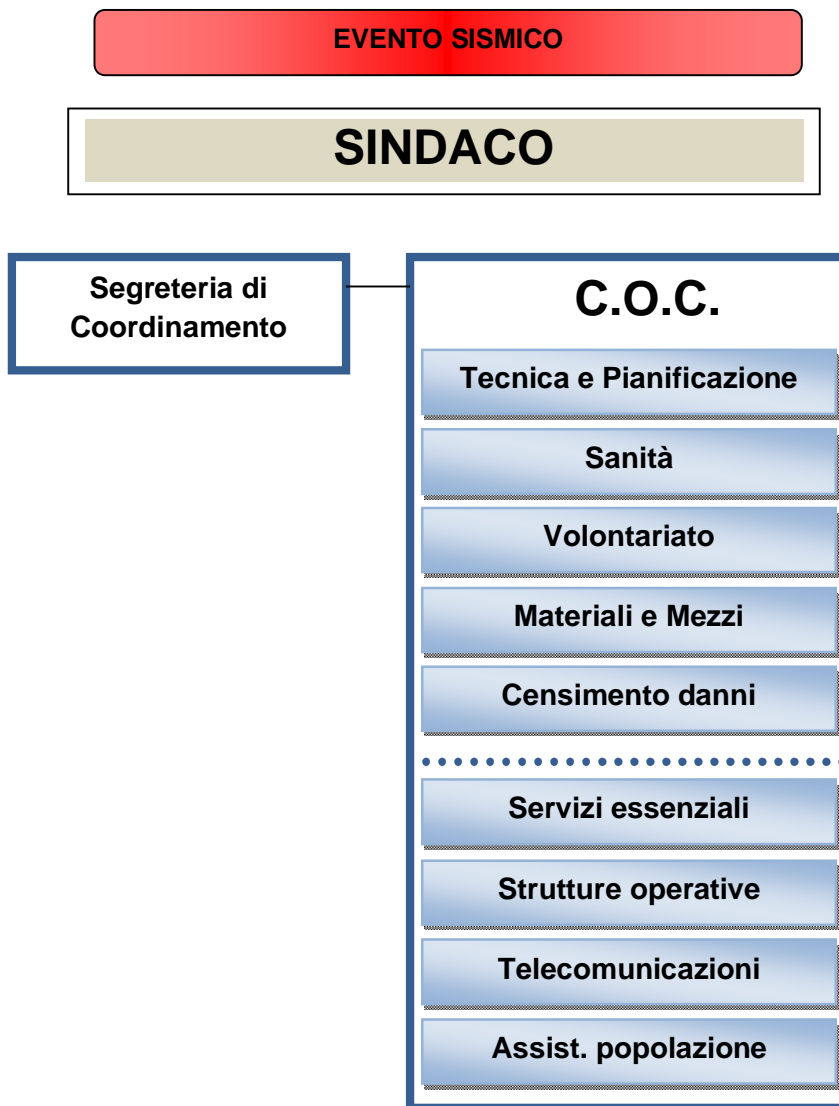 EVENTO SISMICO
SINDACO
Segreteria di
Coordinamento
C.O.C.
Tecnica e Pianificazione
Sanità
Volontariato
Materiali e Mezzi
Censimento danni
Servizi essenziali
Strutture operative
Telecomunicazioni
Assist. popolazione